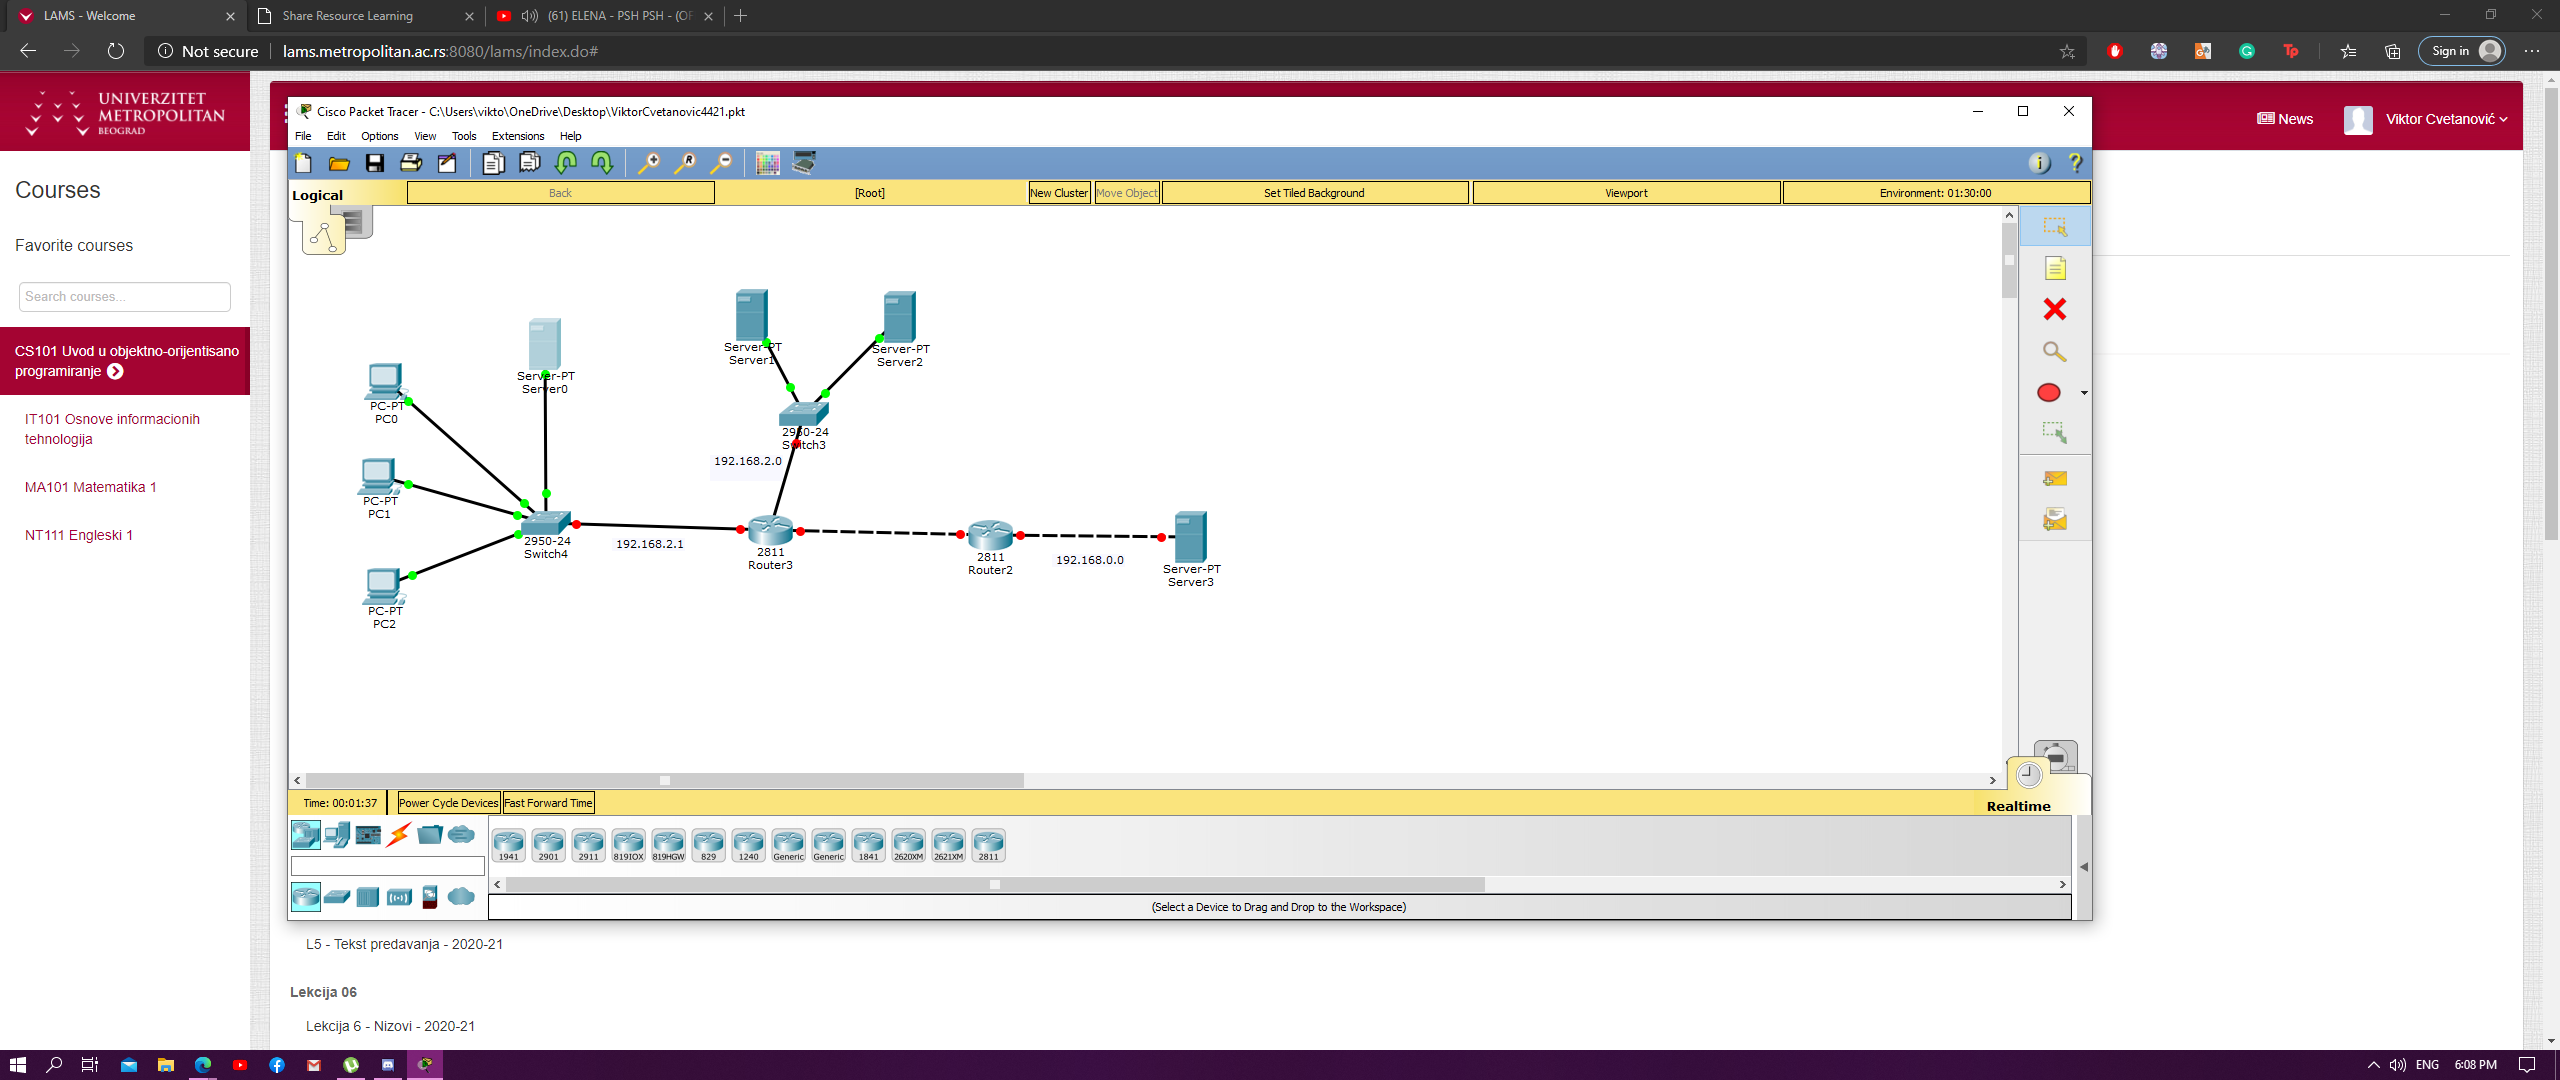 LAMS - Welcome
Share Resource Learning
(61) ELENA - PSH PSH - (OF
Not secure
lams.metropolitan.ac.rs:8080/lams/index.do#
Sign in
UNIVERZITET
METROPOLITAN
BEOGRAD
News
Viktor Cvetanović
Courses
Favorite courses
Search courses...
CS101 Uvod u objektno-orijentisano
programiranje
IT101 Osnove informacionih
tehnologija
MA101 Matematika 1
NT111 Engleski 1
Cisco Packet Tracer - C:\Users\vikto\OneDrive\Desktop\ViktorCvetanovic4421.pkt
File Edit Options View Tools Extensions Help
Logical
Back
[Root]
New Cluster
Move Object
Set Tiled Background
Viewport
Environment: 01:30:00
Server-PT
Server1
Server-PT
Server2
Server-PT
Server0
PC-PT
PC0
2950-24
Switch3
192.168.2.0
PC-PT
PC1
2950-24
Switch4
192.168.2.1
2811
Router3
2811
Router2
192.168.0.0
Server-PT
Server3
PC-PT
PC2
Realtime
Time: 00:01:37
Power Cycle Devices
Fast Forward Time
1941 2901 2911 819IOX 819HGW 829 1240 Generic Generic 1841 2620XM 2621XM 2811
(Select a Device to Drag and Drop to the Workspace)
L5 - Tekst predavanja - 2020-21
Lekcija 06
Lekcija 6 - Nizovi - 2020-21
ENG
6:08 PM